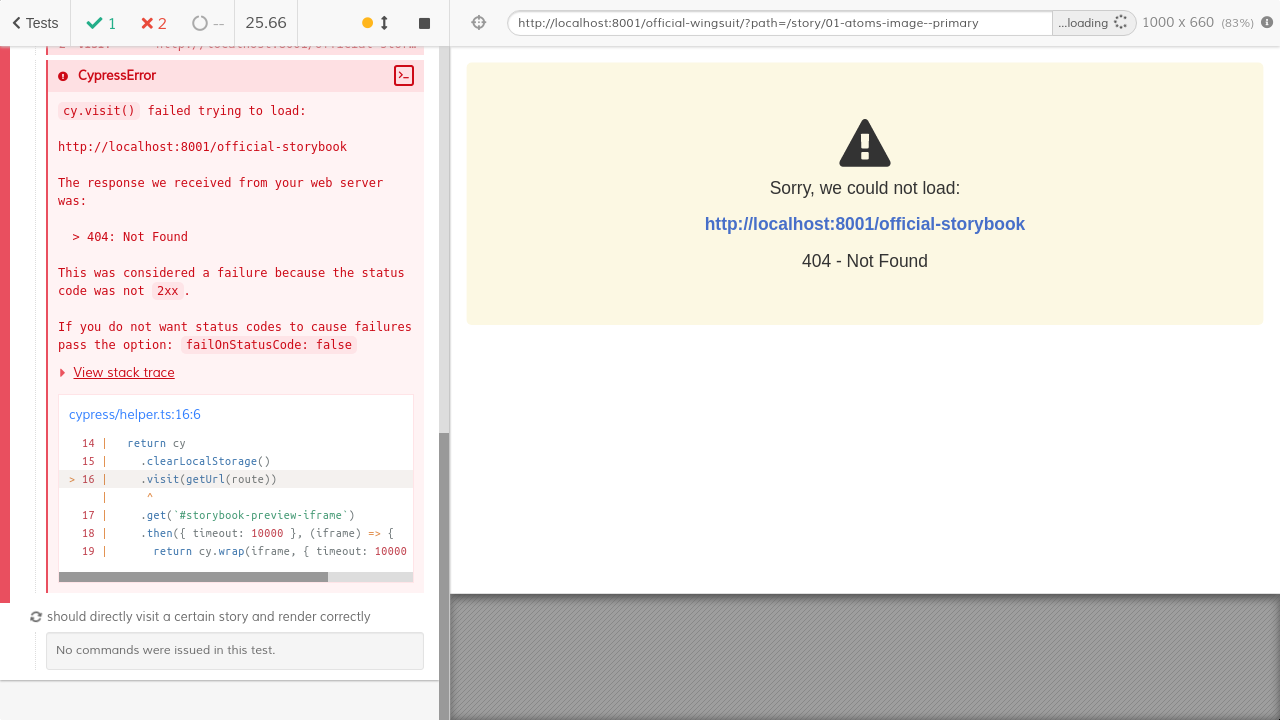 Tests
1
2
--
25.66
http://localhost:8001/official-wingsuit/?path=/story/01-atoms-image--primary
...loading
1000 x 660 (83%)
CypressError
cy.visit() failed trying to load:
http://localhost:8001/official-storybook
The response we received from your web server
was:
> 404: Not Found
This was considered a failure because the status
code was not 2xx.
If you do not want status codes to cause failures
pass the option: failOnStatusCode: false
View stack trace
cypress/helper.ts:16:6
14 | return cy
15 | .clearLocalStorage()
> 16 | .visit(getUrl(route))
| ^
17 | .get(`#storybook-preview-iframe`)
18 | .then({ timeout: 10000 }, (iframe) => {
19 | return cy.wrap(iframe, { timeout: 10000
should directly visit a certain story and render correctly
No commands were issued in this test.
Sorry, we could not load:
http://localhost:8001/official-storybook
404 - Not Found